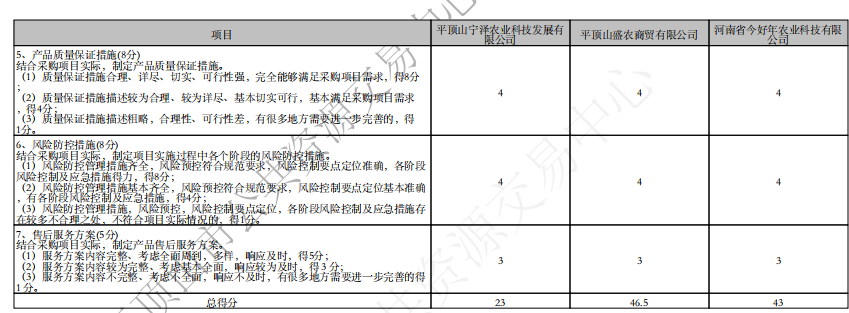 项目
平顶山宁泽农业科技发展有
限公司
平顶山盛农商贸有限公司
河南省今好年农业科技有限
公司
5、产品质量保证措施(8分)
结合采购项目实际，制定产品质量保证措施。
（1）质量保证措施合理、详尽、切实、可行性强，完全能够满足采购项目需求，得8分
；
（2）质量保证措施描述较为合理、较为详尽、基本切实可行，基本满足采购项目需求
，得4分；
（3）质量保证措施描述粗略，合理性、可行性差，有很多地方需要进一步完善的，得
1分。
4
4
4
6、风险防控措施(8分)
结合采购项目实际，制定项目实施过程中各个阶段的风险防控措施。
（1）风险防控管理措施齐全，风险预控符合规范要求；风险控制要点定位准确，各阶段
风险控制及应急措施得力，得8分；
（2）风险防控管理措施基本齐全，风险预控符合规范要求，风险控制要点定位基本准确
，有各阶段风险控制及应急措施，得4分；
（3）风险防控管理措施，风险预控，风险控制要点定位，各阶段风险控制及应急措施存
在较多不合理之处，不符合项目实际情况的，得1分。
4
4
4
7、售后服务方案(5分)
结合采购项目实际，制定产品售后服务方案。
（1）服务方案内容完整、考虑全面周到，多样，响应及时，得5分；
（2）服务方案内容较为完整、考虑基本全面，响应较为及时，得 3 分；
（3）服务方案内容不完整、考虑不全面，响应不及时，有很多地方需要进一步完善的得
1 分。
3
3
3
总得分
23
46.5
43